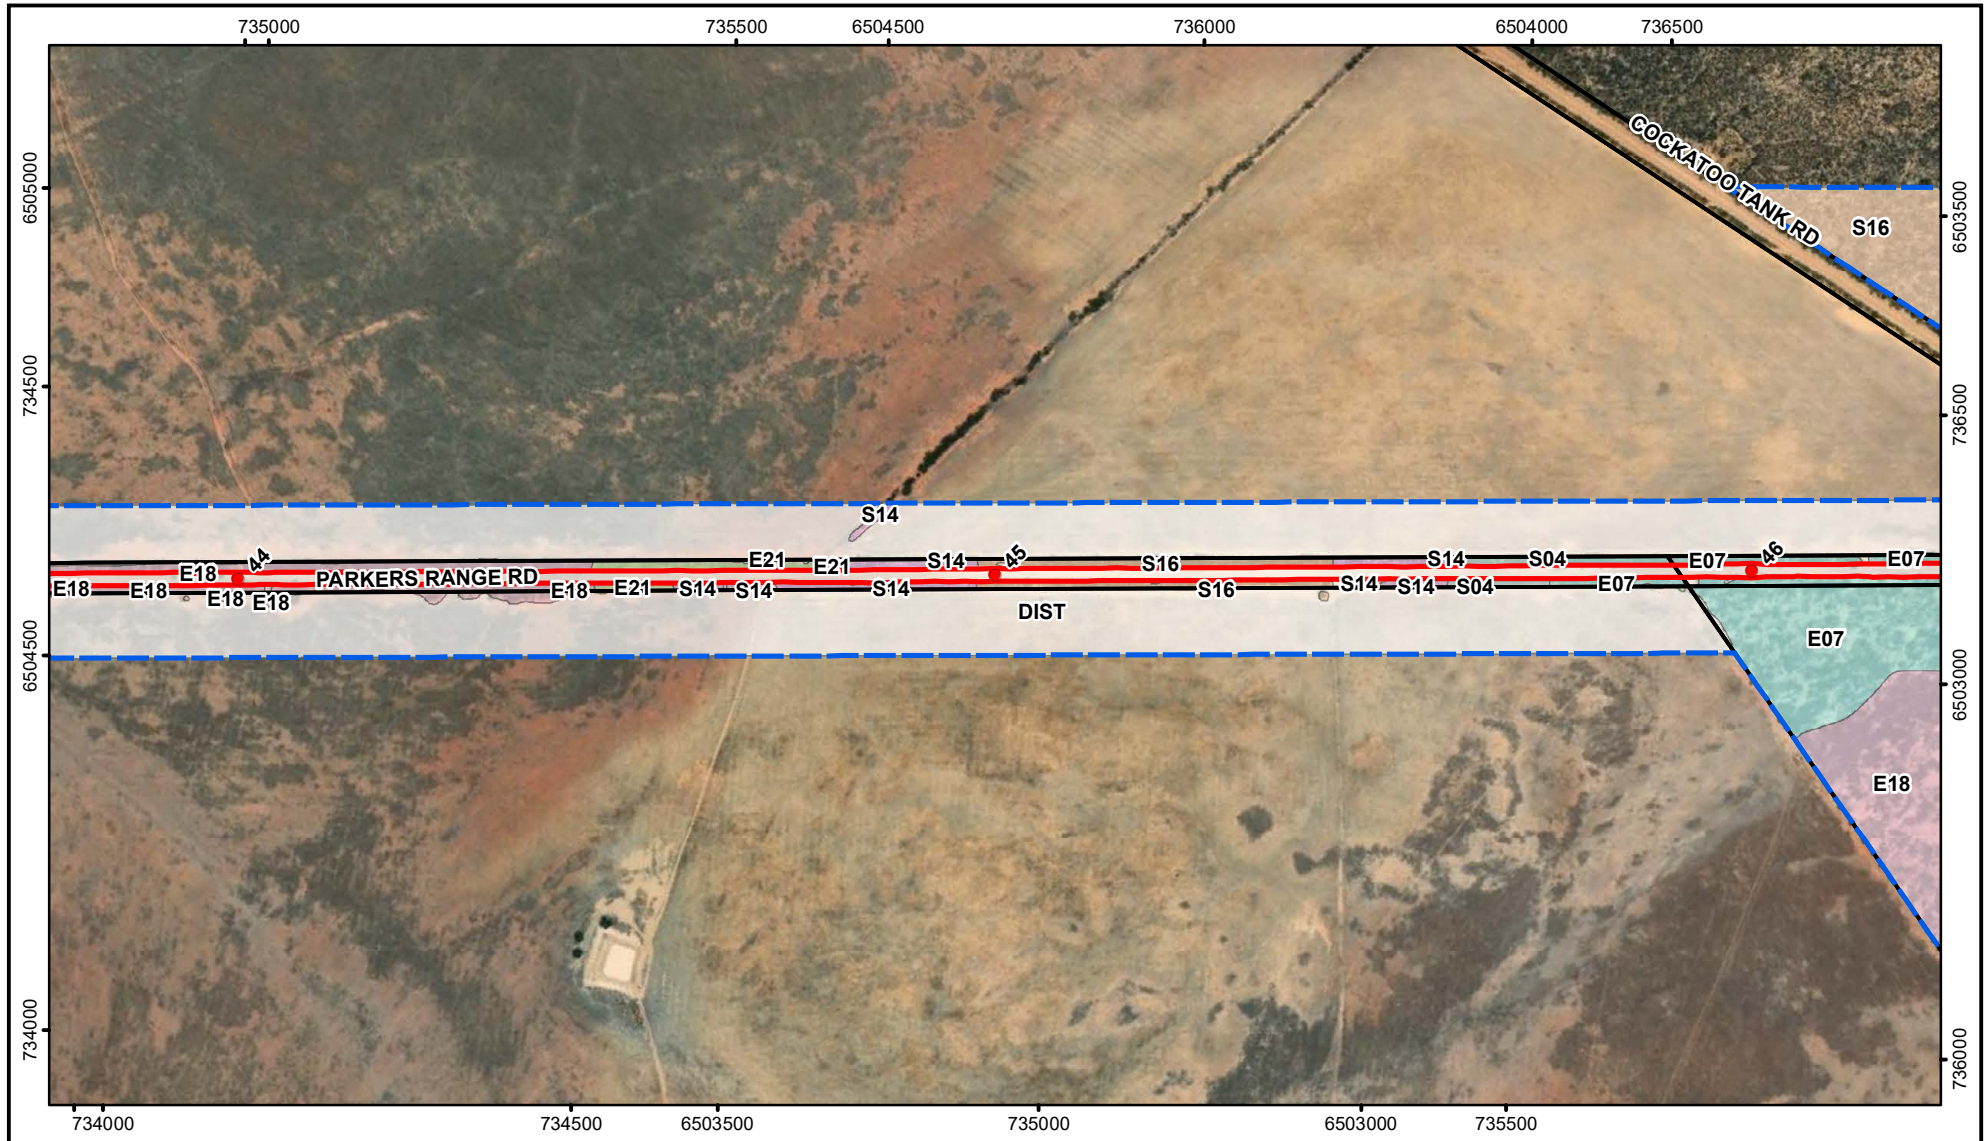 735000 735500 6504500 736000 6504000 736500
6505000
734500
6504500
734000
COCKATOO TANK RD
S16
S14
E21 E21 S14 S16 S14 S04 E07 E07
44 45 46
E18 E18 E18 PARKERS RANGE RD
E18 E18 E18 E21 S14 S14 S14 S16 S14 S14 S04 E07
DIST
E07
E18
6503500
736500
6503000
736000
734000 734500 6503500 735000 6503000 735500